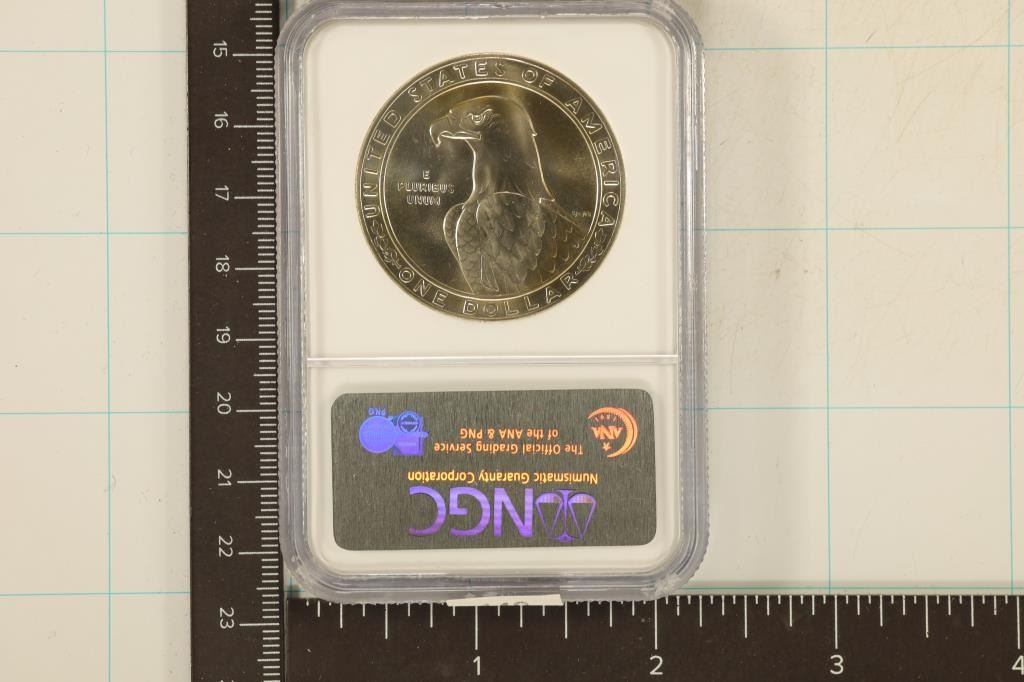 UNITED STATES OF AMERICA
E
PLURIBUS
UNUM
ONE DOLLAR
NGC
Numismatic Guaranty Corporation
The Official Grading Service
of the ANA & PNG
ANA
PNG
15
16
17
18
19
20
21
22
23
1 2 3 4